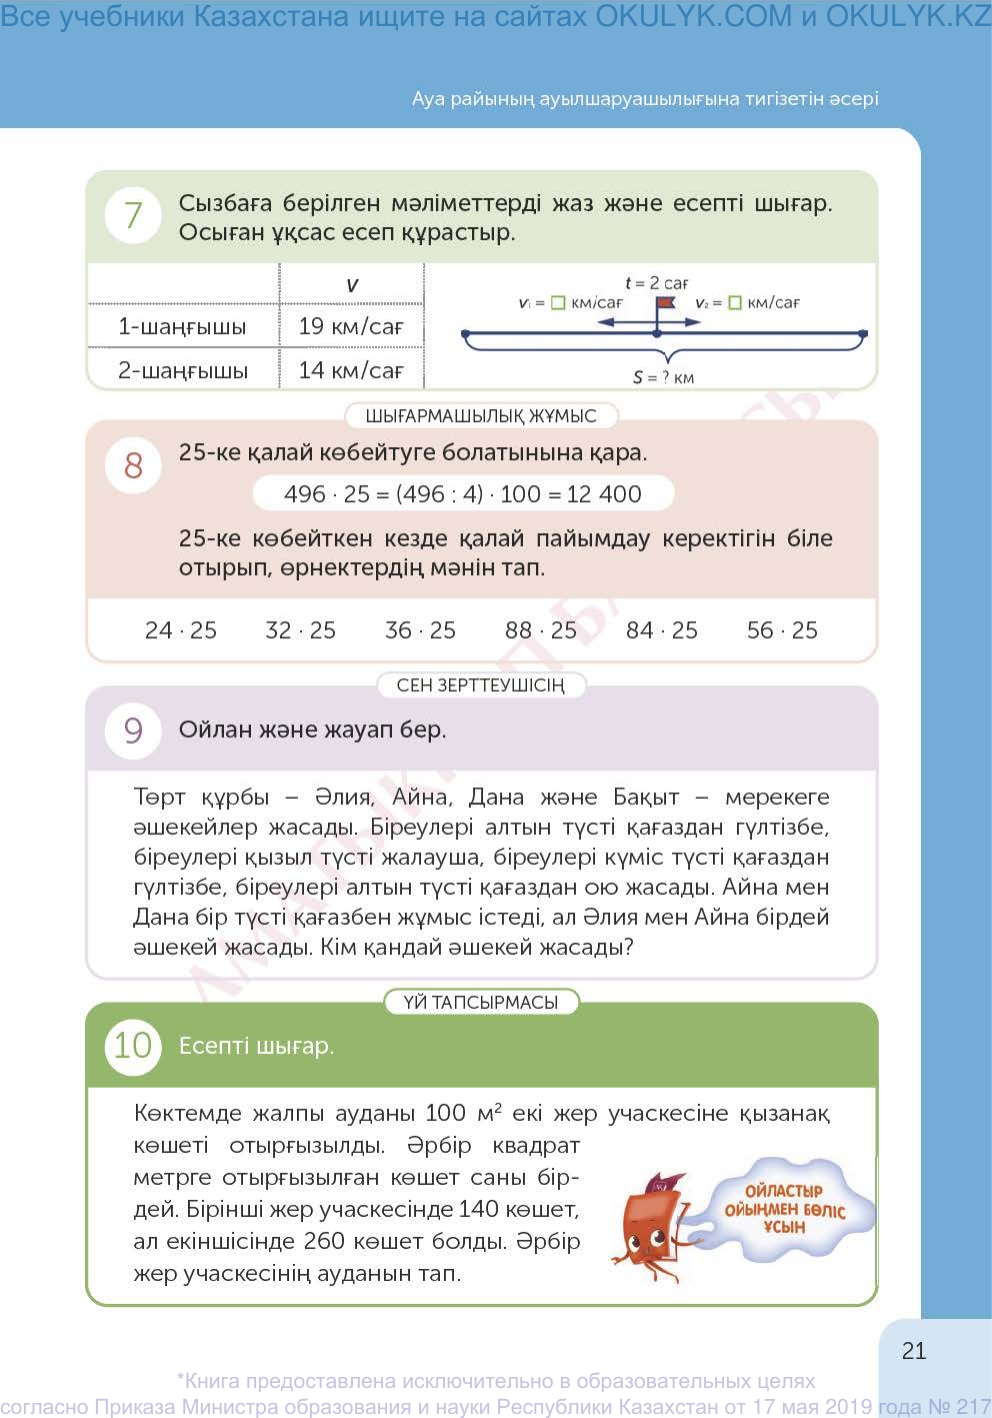 Все учебники Казахстана ищите на сайтах OKULYK.COM и OKULYK.KZ
Ауа райының ауылшаруашылығына тигізетін әсері
7
Сызбаға берілген мәліметтерді жаз және есепті шығар.
Осыған ұқсас есеп құрастыр.
v
1-шаңғышы 19 км/сағ
2-шаңғышы 14 км/сағ
t = 2 сағ
v₁ = □ км/сағ v₂ = □ км/сағ
S = ? км
ШЫҒАРМАШЫЛЫҚ ЖҰМЫС
8
25-ке қалай көбейтуге болатынына қара.
496 · 25 = (496 : 4) · 100 = 12 400
25-ке көбейткен кезде қалай пайымдау керектігін біле
отырып, өрнектердің мәнін тап.
24 · 25 32 · 25 36 · 25 88 · 25 84 · 25 56 · 25
СЕН ЗЕРТТЕУШІСІҢ
9
Ойлан және жауап бер.
Төрт құрбы – Әлия, Айна, Дана және Бақыт – мерекеге
әшекейлер жасады. Біреулері алтын түсті қағаздан гүлтізбе,
біреулері қызыл түсті жалауша, біреулері күміс түсті қағаздан
гүлтізбе, біреулері алтын түсті қағаздан ою жасады. Айна мен
Дана бір түсті қағазбен жұмыс істеді, ал Әлия мен Айна бірдей
әшекей жасады. Кім қандай әшекей жасады?
ҮЙ ТАПСЫРМАСЫ
10
Есепті шығар.
Көктемде жалпы ауданы 100 м² екі жер учаскесіне қызанақ
көшеті отырғызылды. Әрбір квадрат
метрге отырғызылған көшет саны бір-
дей. Бірінші жер учаскесінде 140 көшет,
ал екіншісінде 260 көшет болды. Әрбір
жер учаскесінің ауданын тап.
ОЙЛАСТЫР
ОЙЫҢМЕН БӨЛІС
ҰСЫН
21
*Книга предоставлена исключительно в образовательных целях
согласно Приказа Министра образования и науки Республики Казахстан от 17 мая 2019 года № 217